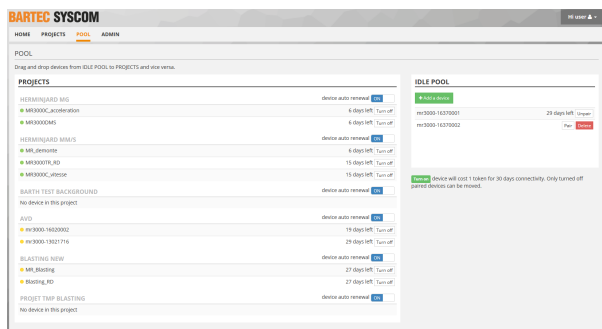 BARTEC SYSCOM
Hi user
HOME PROJECTS POOL ADMIN
POOL
Drag and drop devices from IDLE POOL to PROJECTS and vice versa.
PROJECTS
HERMINJARD MG device auto renewal ON
MR3000C_acceleration 6 days left Turn off
MR3000DMS 6 days left Turn off
HERMINJARD MM/S device auto renewal ON
MR_demonte 6 days left Turn off
MR3000TR_RD 15 days left Turn off
MR3000C_vitesse 15 days left Turn off
BARTH TEST BACKGROUND device auto renewal ON
No device in this project
AVD device auto renewal ON
mr3000-16020002 19 days left Turn off
mr3000-13021716 29 days left Turn off
BLASTING NEW device auto renewal ON
MR_Blasting 27 days left Turn off
Blasting_RD 27 days left Turn off
PROJET TMP BLASTING device auto renewal ON
No device in this project
IDLE POOL
+ Add a device
mr3000-16370001 29 days left Unpair
mr3000-16370002 Pair Delete
Turn on device will cost 1 token for 30 days connectivity. Only turned off
paired devices can be moved.